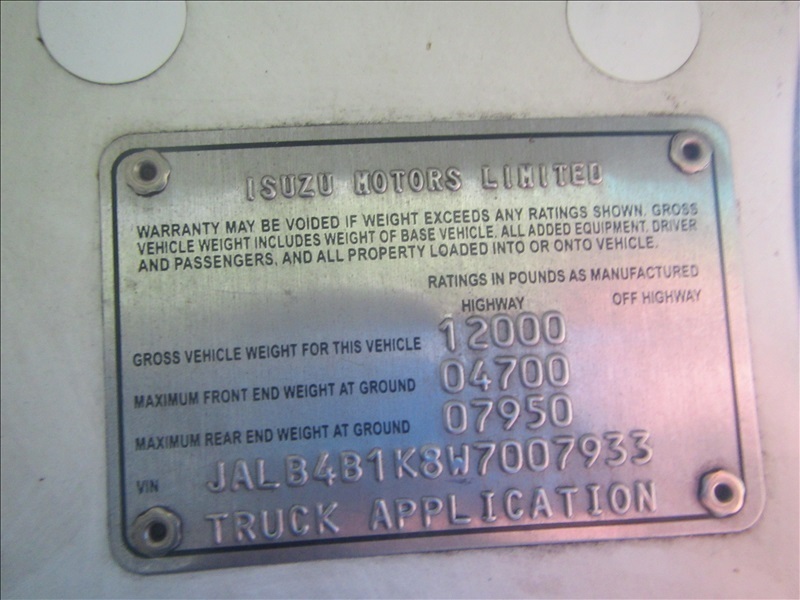 ISUZU MOTORS LIMITED
WARRANTY MAY BE VOIDED IF WEIGHT EXCEEDS ANY RATINGS SHOWN. GROSS
VEHICLE WEIGHT INCLUDES WEIGHT OF BASE VEHICLE. ALL ADDED EQUIPMENT, DRIVER
AND PASSENGERS, AND ALL PROPERTY LOADED INTO OR ONTO VEHICLE.
RATINGS IN POUNDS AS MANUFACTURED
HIGHWAY OFF HIGHWAY
GROSS VEHICLE WEIGHT FOR THIS VEHICLE 12000
MAXIMUM FRONT END WEIGHT AT GROUND 04700
MAXIMUM REAR END WEIGHT AT GROUND 07950
VIN JALB4B1K8W7007933
TRUCK APPLICATION